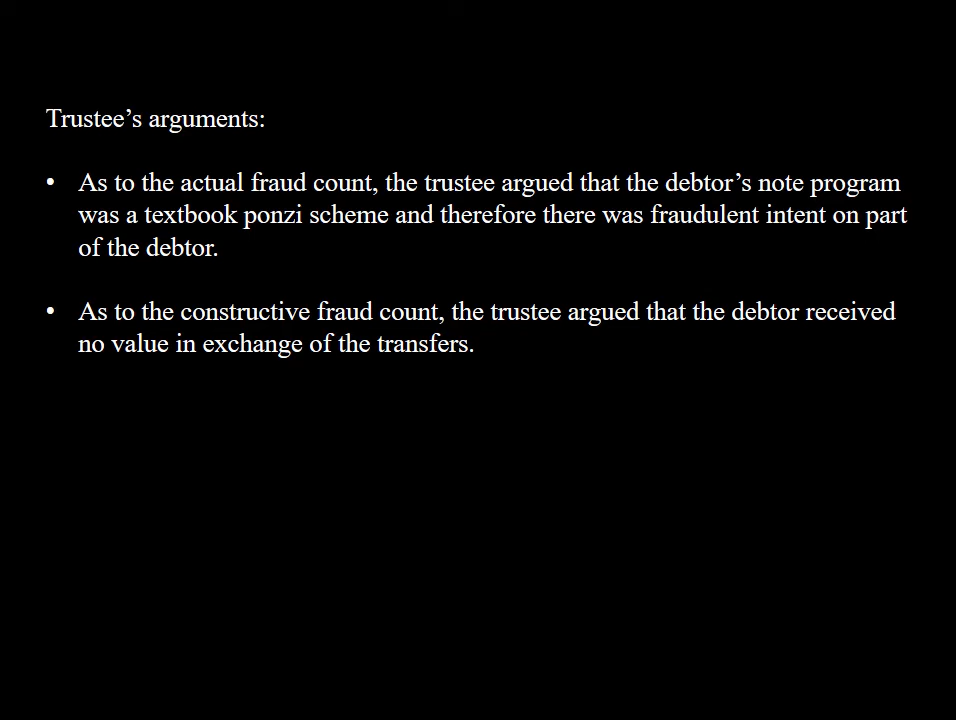 Trustee’s arguments:
• As to the actual fraud count, the trustee argued that the debtor’s note program
was a textbook ponzi scheme and therefore there was fraudulent intent on part
of the debtor.
• As to the constructive fraud count, the trustee argued that the debtor received
no value in exchange of the transfers.